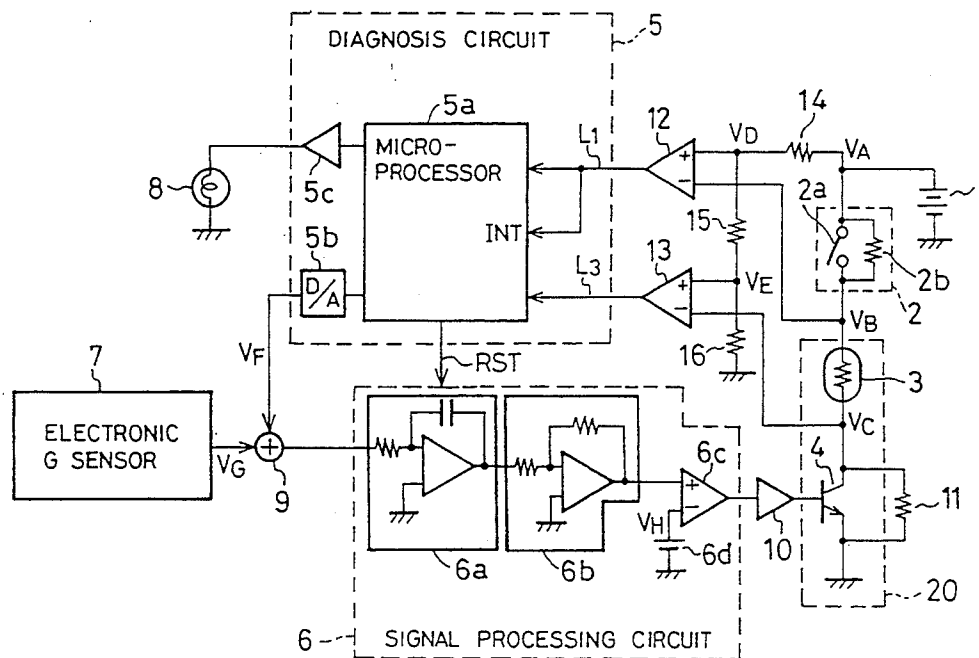 DIAGNOSIS CIRCUIT
5
5a
MICRO-
PROCESSOR
INT
5c
8
5b
D/A
L1
12
+
−
VD
14
VA
2a
2b
2
15
L3
13
+
−
VE
16
VB
3
VC
VF
RST
7
ELECTRONIC
G SENSOR
VG
+
9
6a
6b
6c
+
−
VH
6d
10
4
11
20
6
SIGNAL PROCESSING CIRCUIT